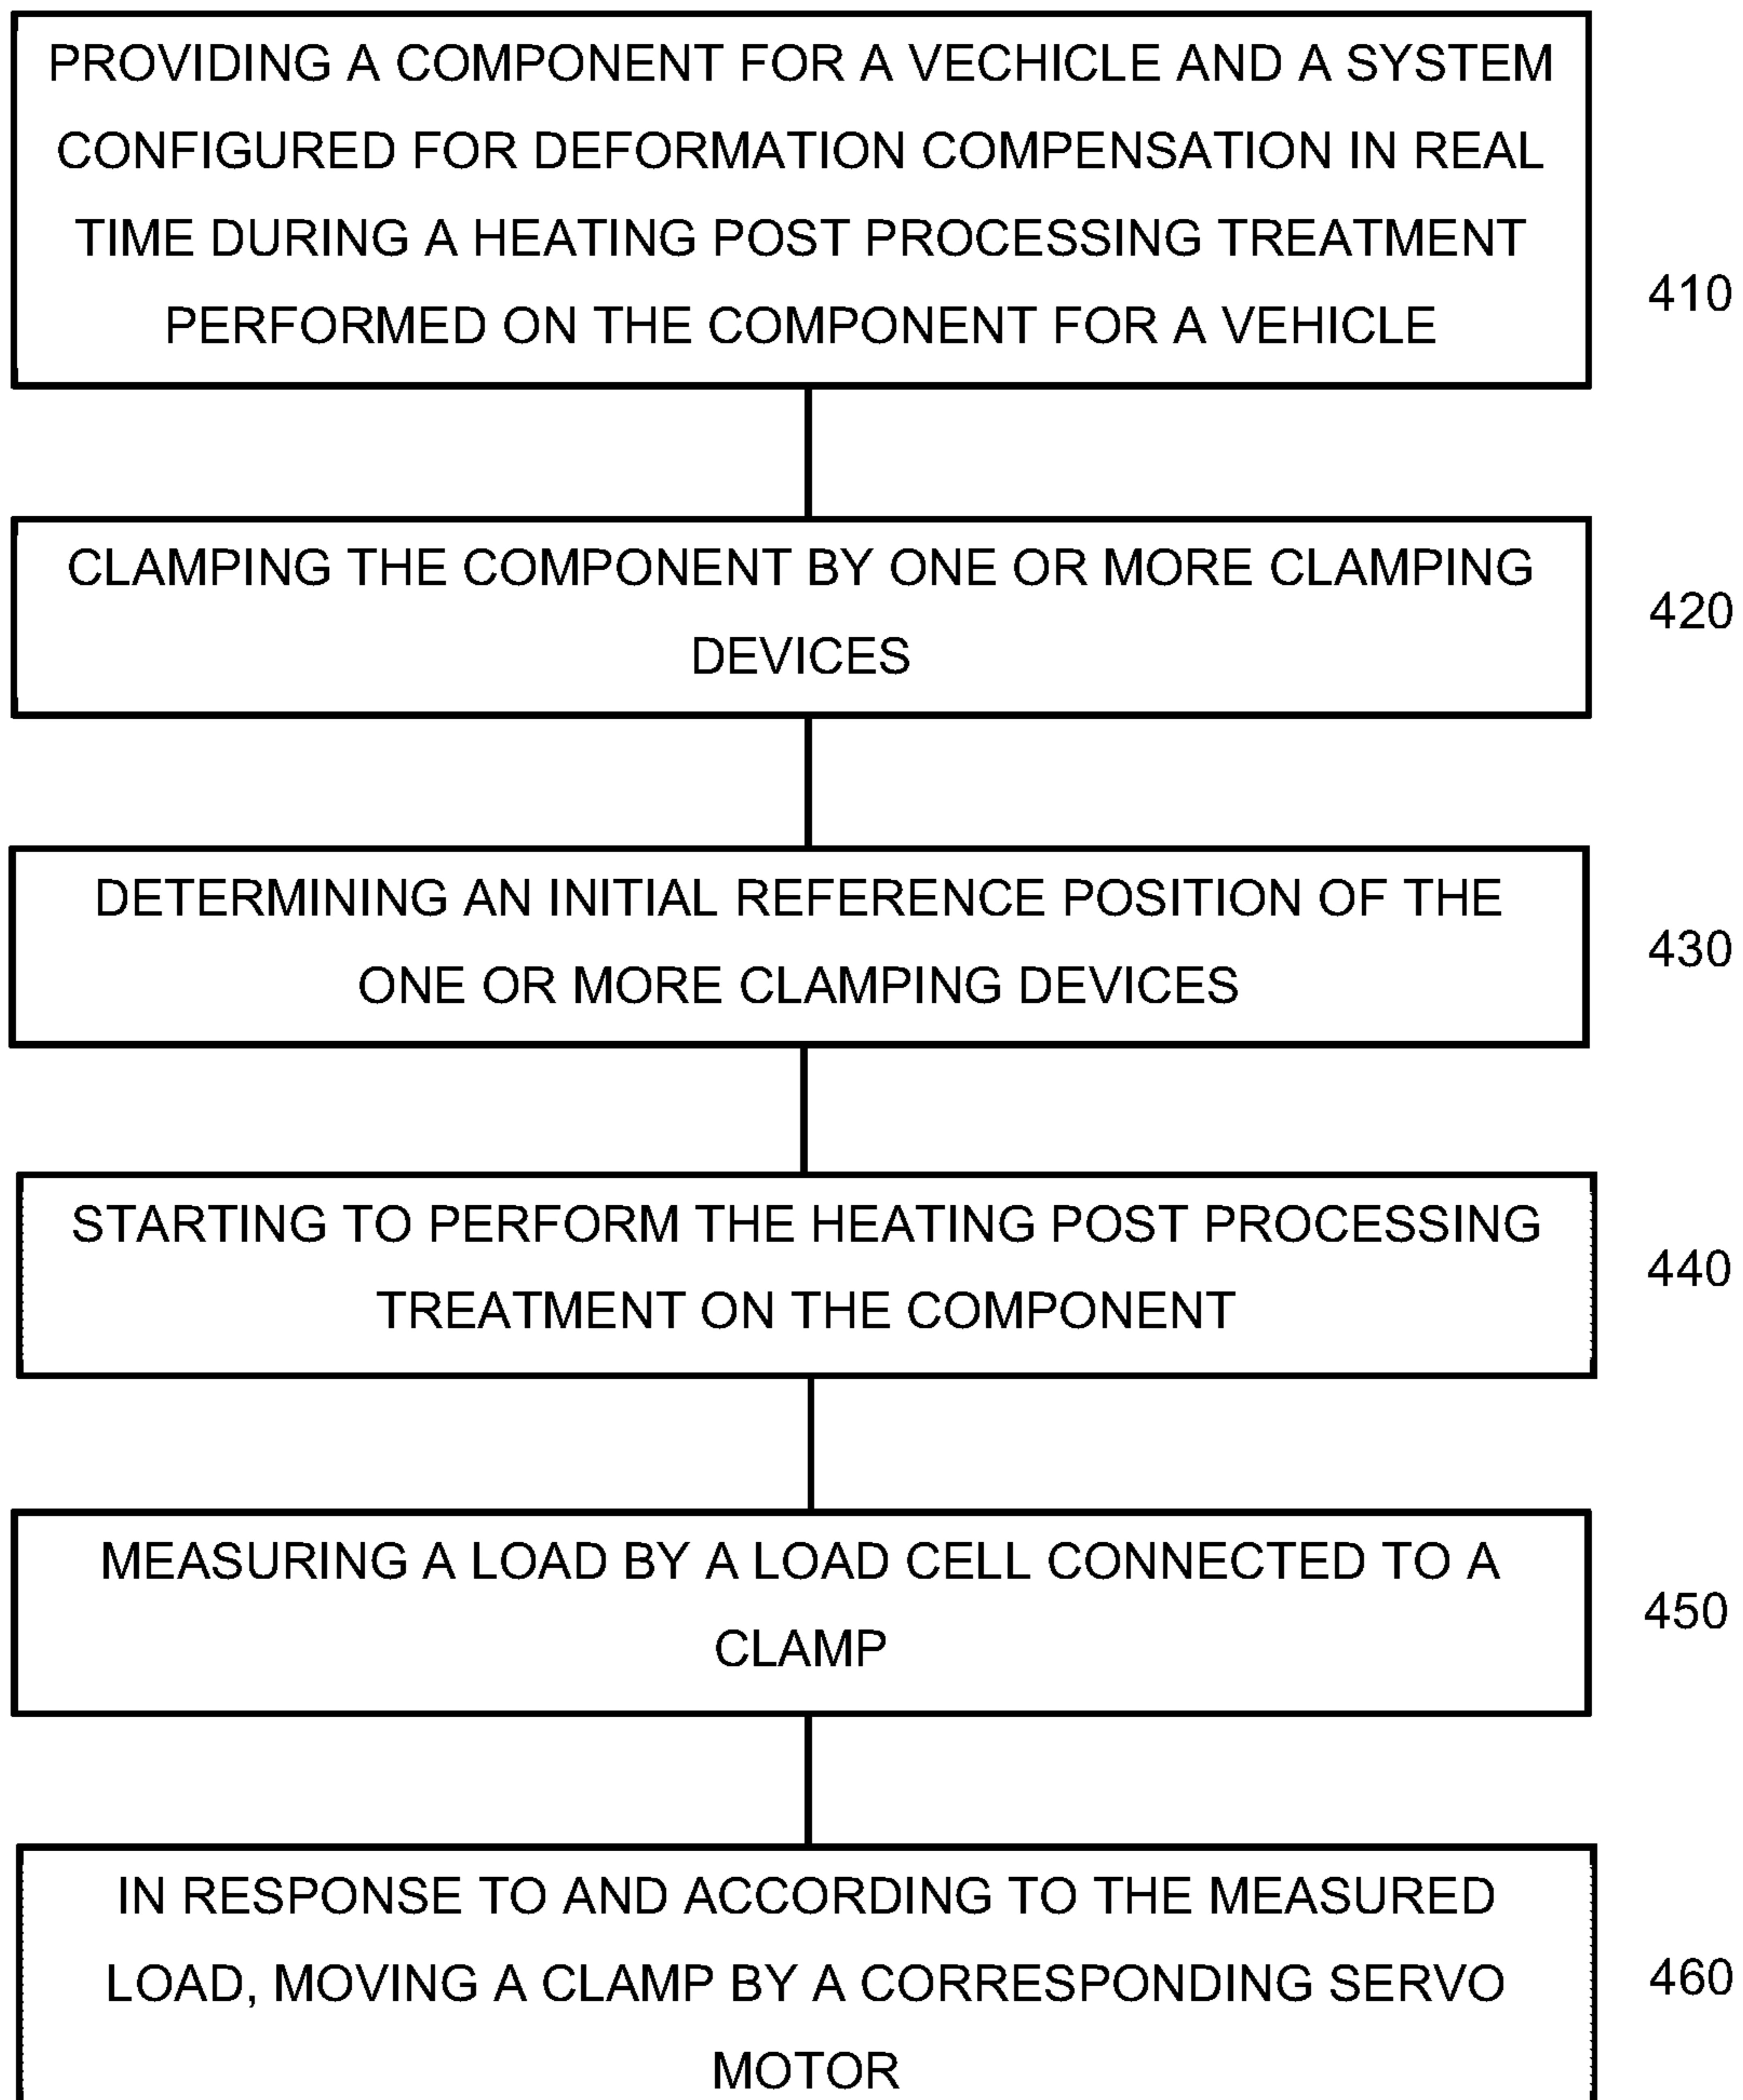 PROVIDING A COMPONENT FOR A VECHICLE AND A SYSTEM
CONFIGURED FOR DEFORMATION COMPENSATION IN REAL
TIME DURING A HEATING POST PROCESSING TREATMENT
PERFORMED ON THE COMPONENT FOR A VEHICLE
410
CLAMPING THE COMPONENT BY ONE OR MORE CLAMPING
DEVICES
420
DETERMINING AN INITIAL REFERENCE POSITION OF THE
ONE OR MORE CLAMPING DEVICES
430
STARTING TO PERFORM THE HEATING POST PROCESSING
TREATMENT ON THE COMPONENT
440
MEASURING A LOAD BY A LOAD CELL CONNECTED TO A
CLAMP
450
IN RESPONSE TO AND ACCORDING TO THE MEASURED
LOAD, MOVING A CLAMP BY A CORRESPONDING SERVO
MOTOR
460